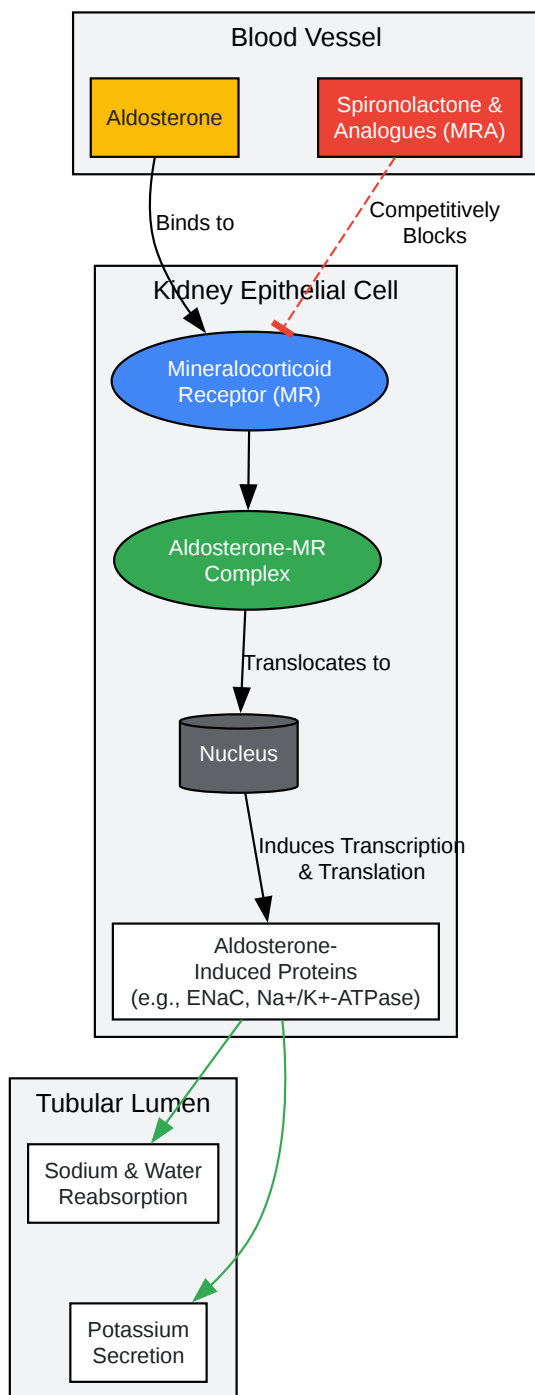 Blood Vessel
Aldosterone
Spironolactone &
Analogues (MRA)
Binds to
Competitively
Blocks
Kidney Epithelial Cell
Mineralocorticoid
Receptor (MR)
Aldosterone-MR
Complex
Translocates to
Nucleus
Induces Transcription
& Translation
Aldosterone-
Induced Proteins
(e.g., ENaC, Na+/K+-ATPase)
Tubular Lumen
Sodium & Water
Reabsorption
Potassium
Secretion